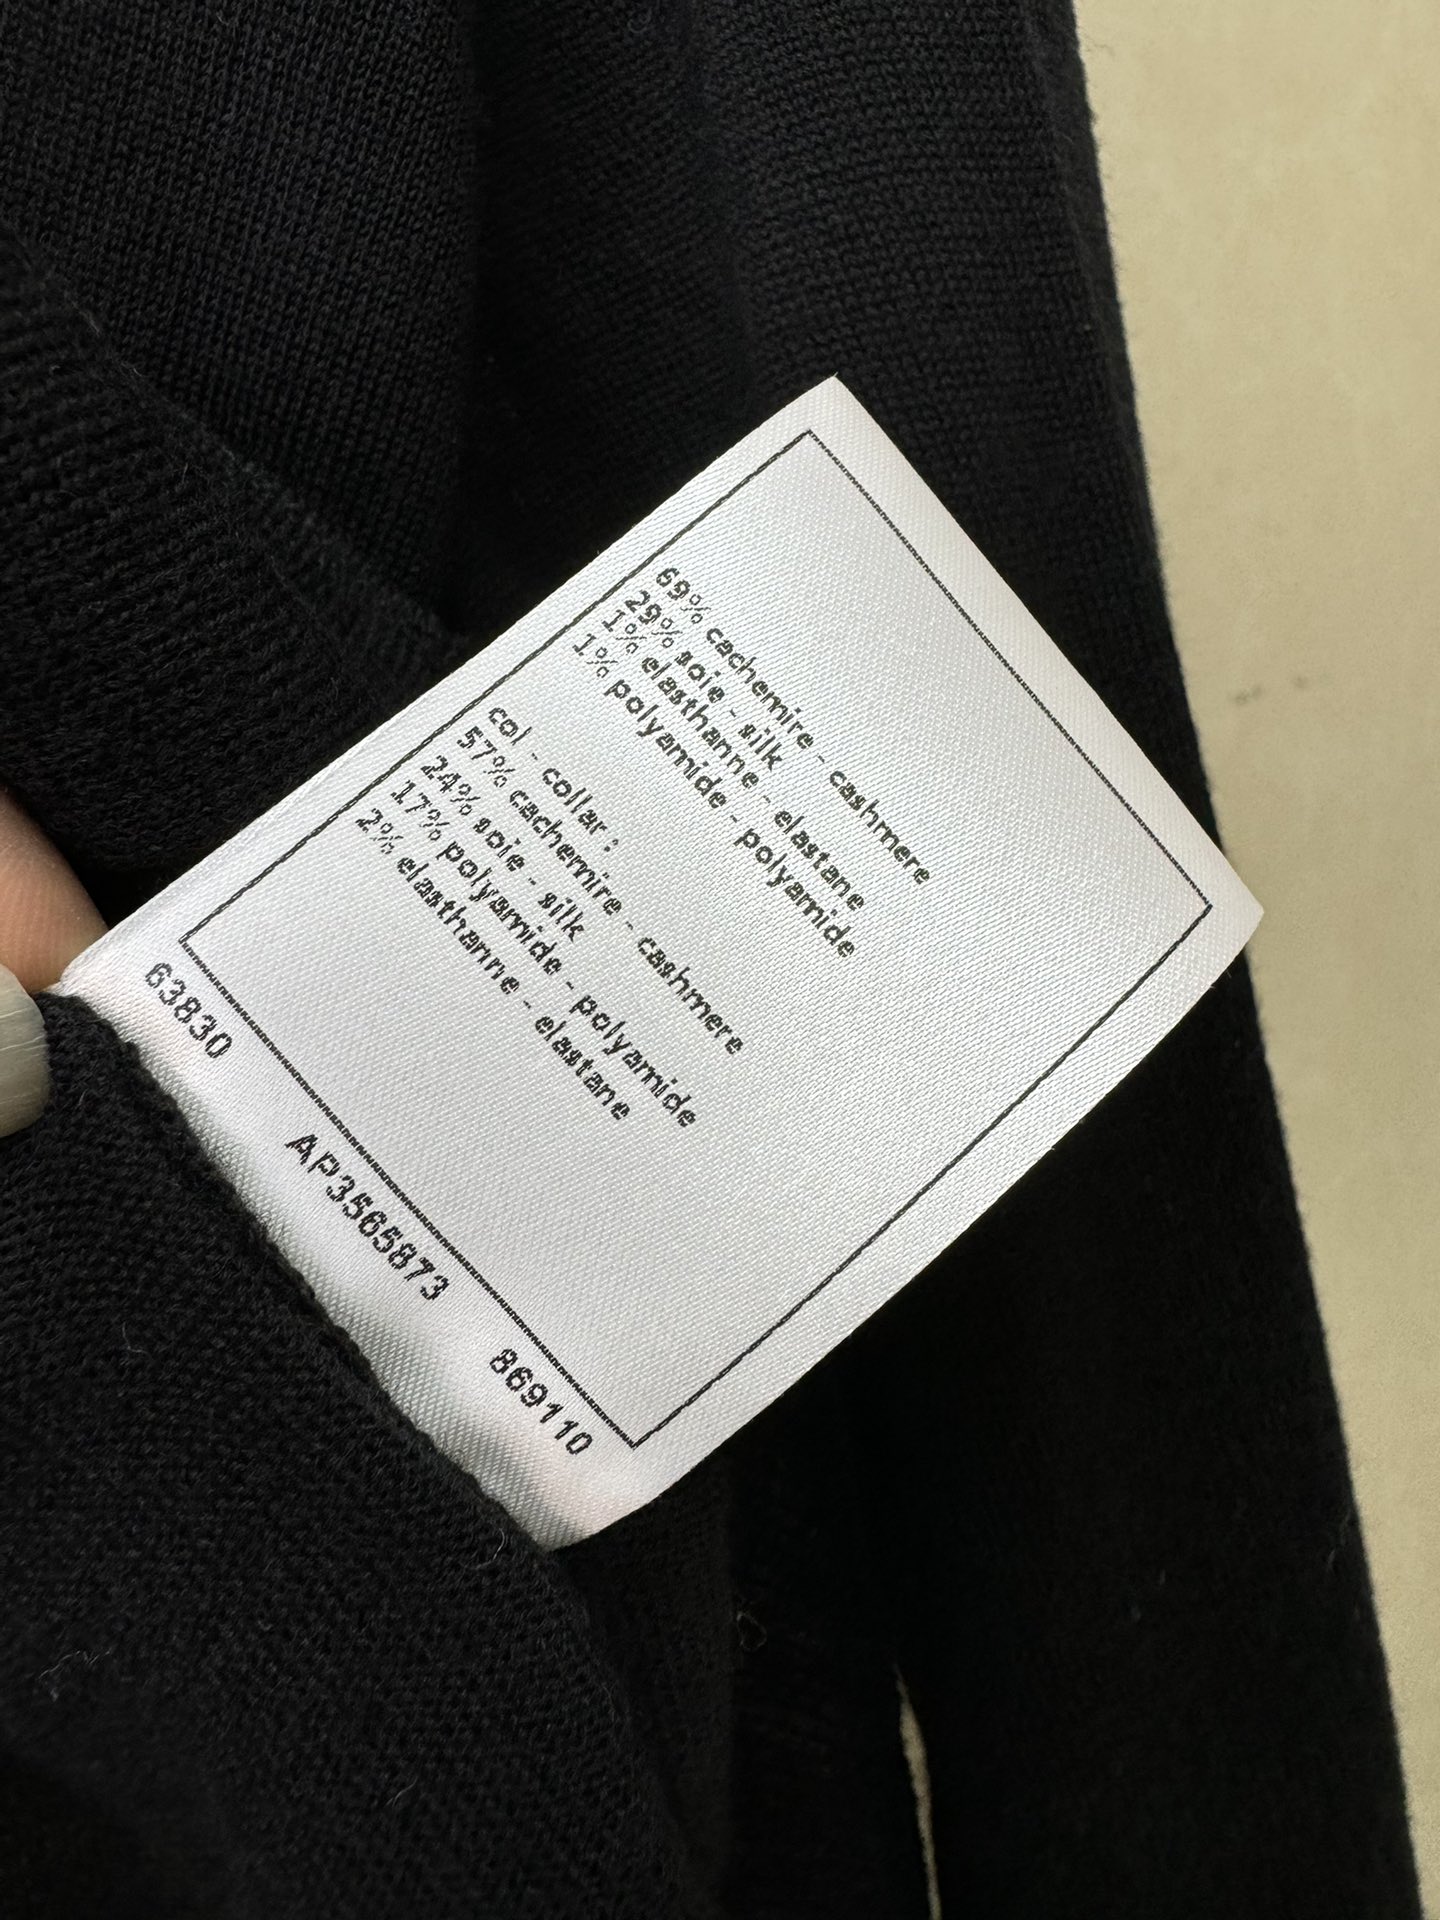 69% cachemire - cashmere
29% soie - silk
1% elasthanne - elastane
1% polyamide - polyamide
col - collar :
57% cachemire - cashmere
24% soie - silk
17% polyamide - polyamide
2% elasthanne - elastane
63830 AP3565873 869110